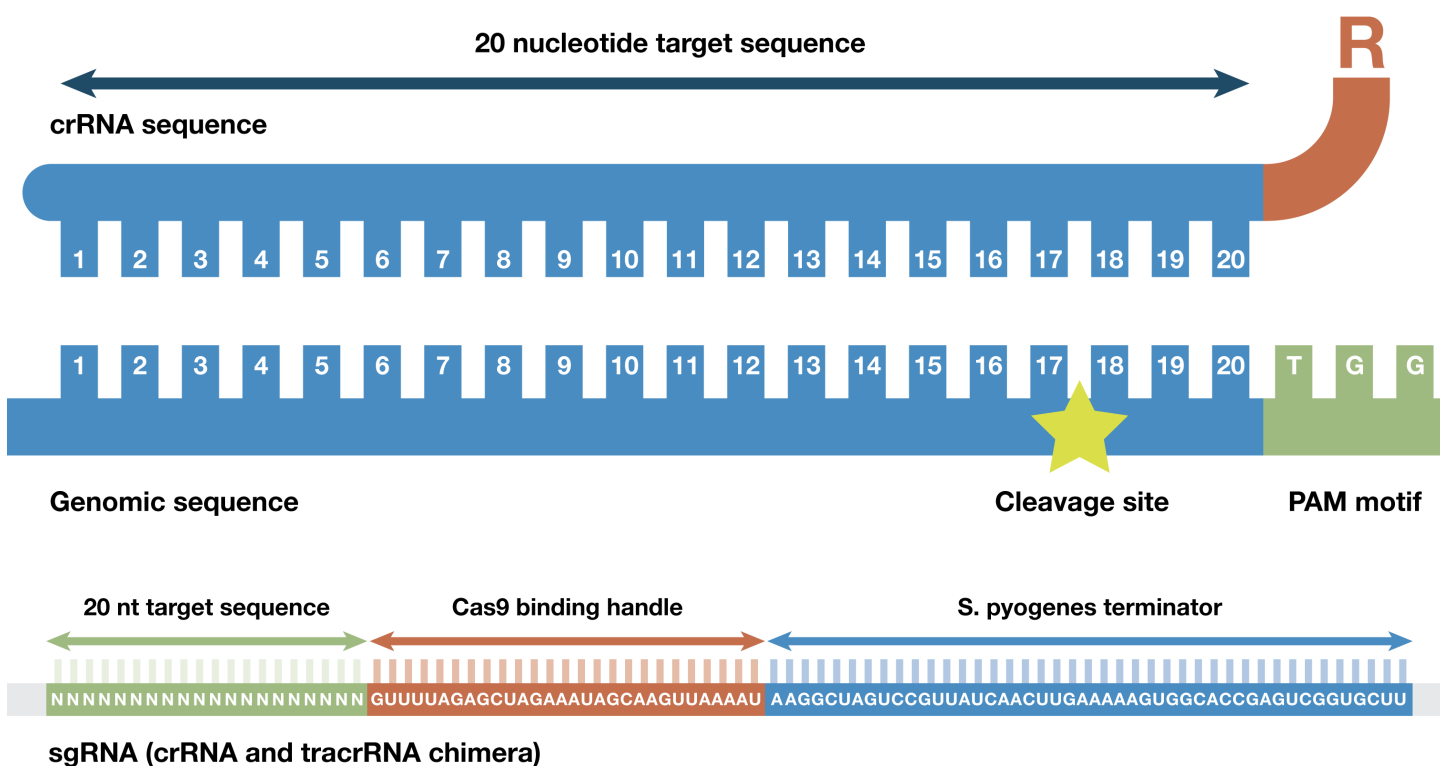 20 nucleotide target sequence
R
crRNA sequence
1 2 3 4 5 6 7 8 9 10 11 12 13 14 15 16 17 18 19 20
1 2 3 4 5 6 7 8 9 10 11 12 13 14 15 16 17 18 19 20 T G G
Genomic sequence
Cleavage site
PAM motif
20 nt target sequence
Cas9 binding handle
S. pyogenes terminator
NNNNNNNNNNNNNNNNNNNN GUUUUAGAGCUAGAAAUAGCAAGUUAAAAU AAGGCUAGUCCGUUAUCAACUUGAAAAAGUGGCACCGAGUCGGUGCUU
sgRNA (crRNA and tracrRNA chimera)